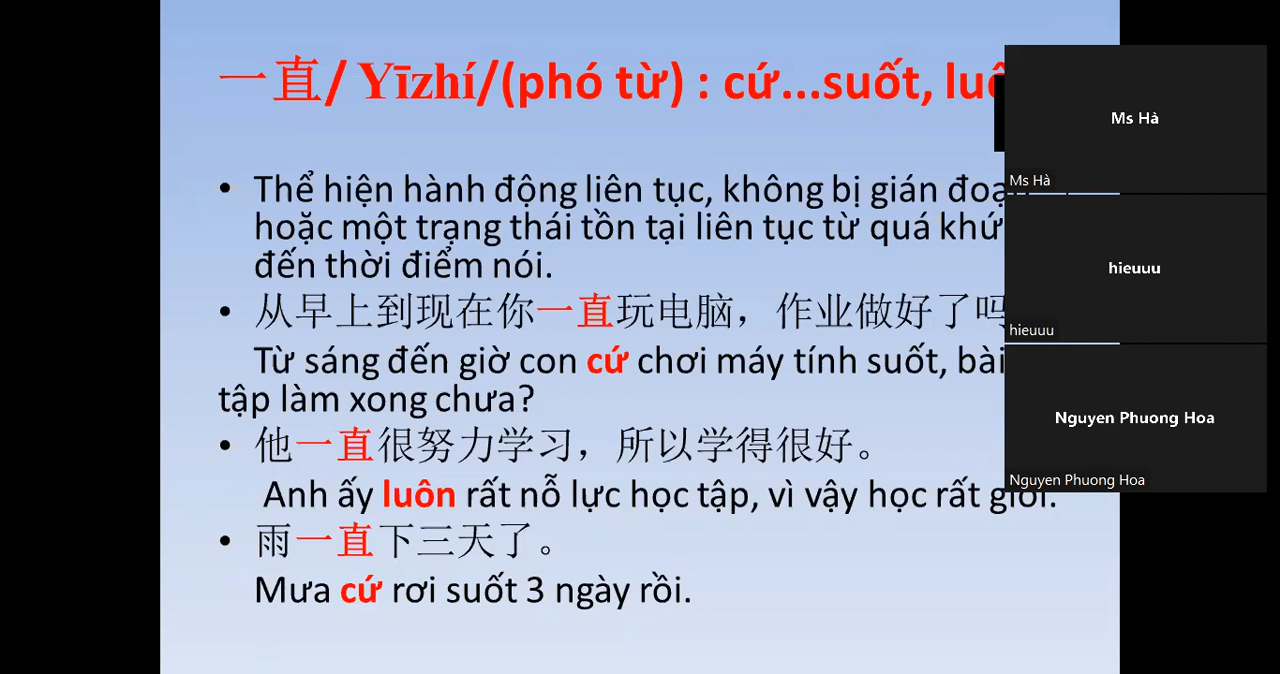 一直/ Yīzhí/(phó từ) : cứ...suốt,
Thể hiện hành động liên tục, không bị gián
hoặc một trạng thái tồn tại liên tục từ quá khứ
đến thời điểm nói.
从早上到现在你一直玩电脑，作业做好了吗
Từ sáng đến giờ con cứ chơi máy tính suốt, bài
tập làm xong chưa?
他一直很努力学习，所以学得很好。
Anh ấy luôn rất nỗ lực học tập, vì vậy học rất giỏi.
雨一直下三天了。
Mưa cứ rơi suốt 3 ngày rồi.
Ms Hà
Ms Hà
hieuuu
hieuuu
Nguyen Phuong Hoa
Nguyen Phuong Hoa